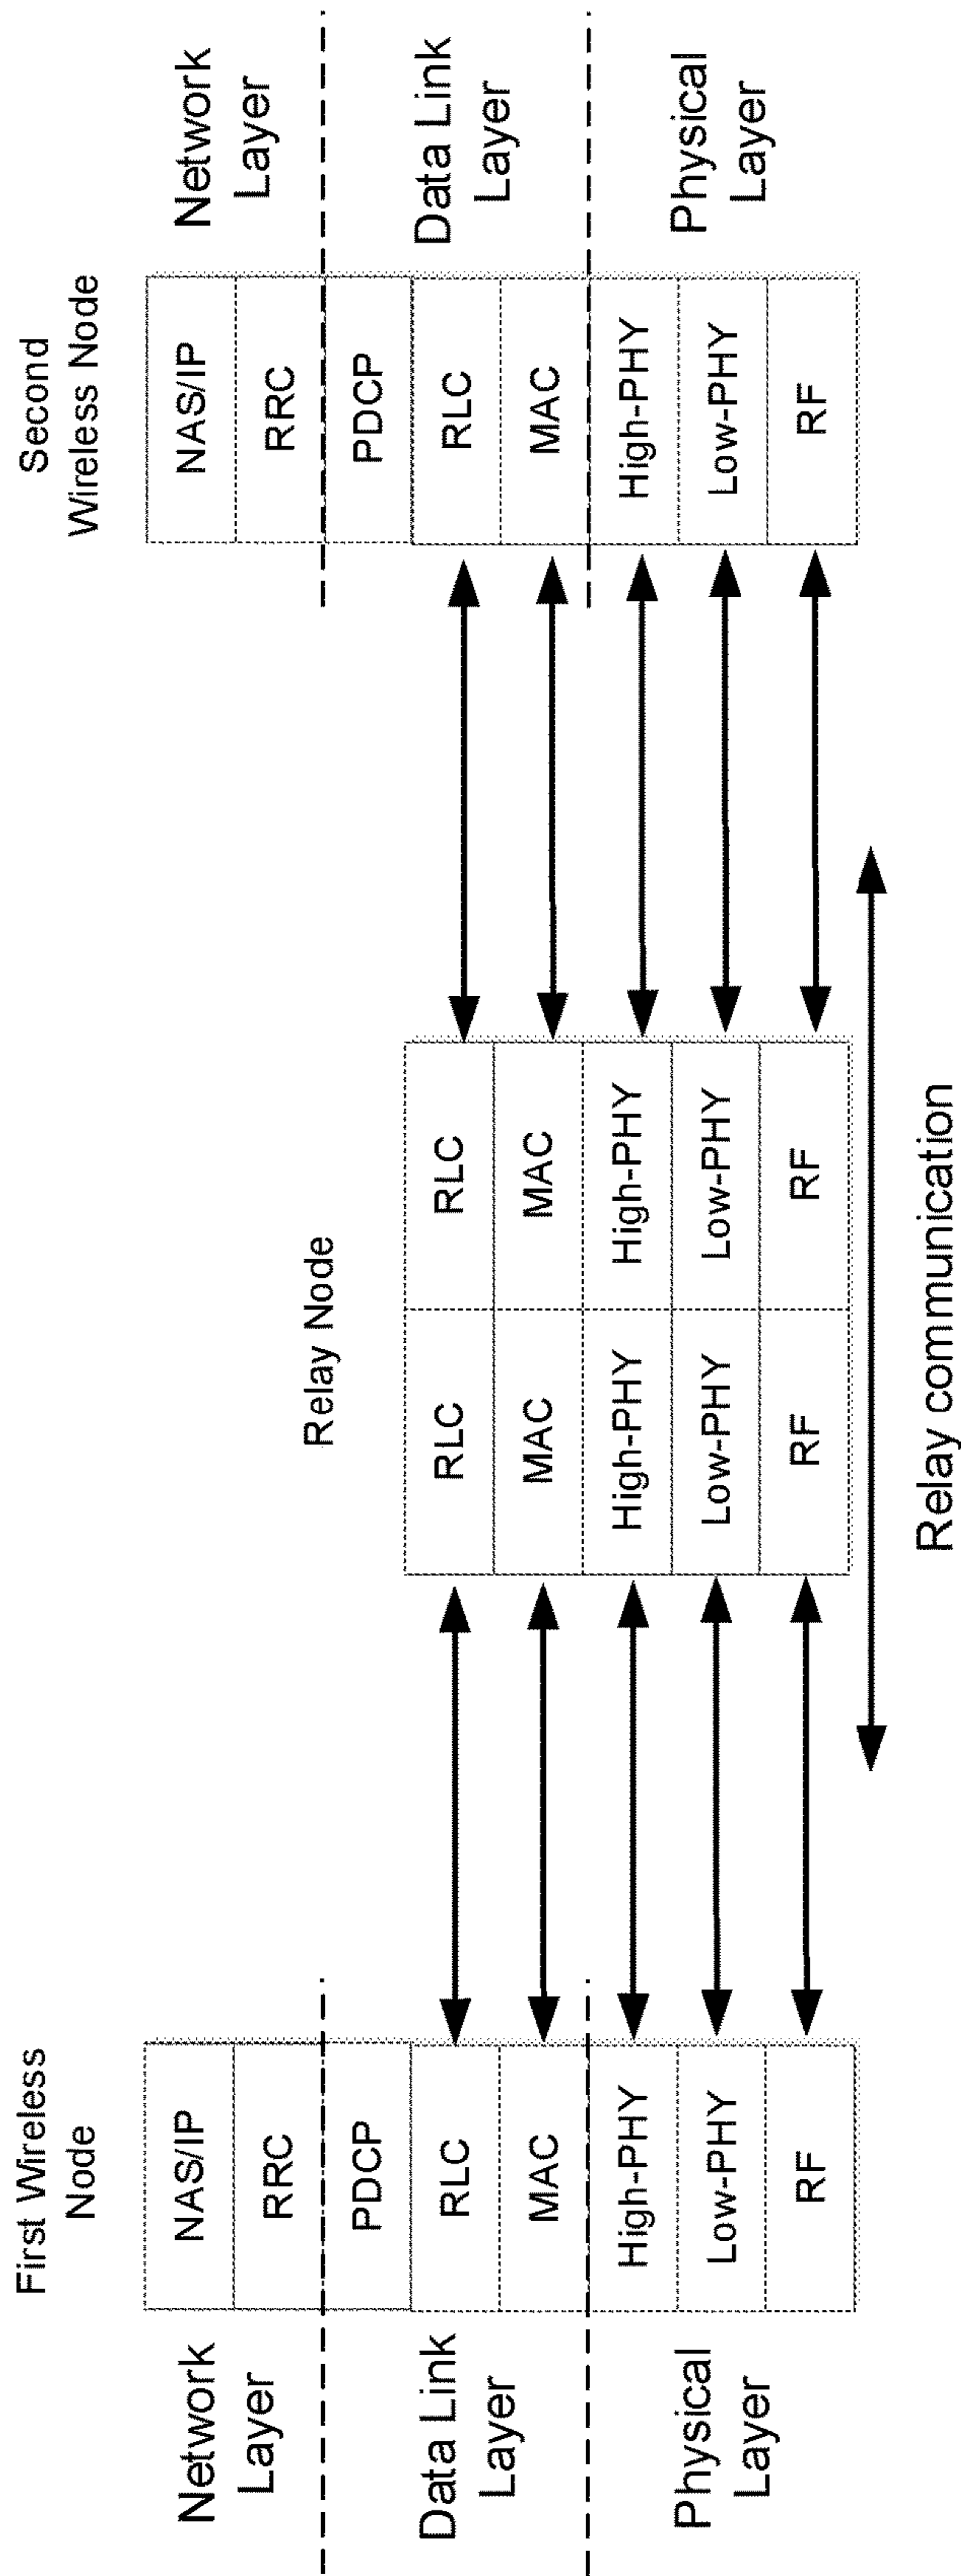 First Wireless
Node
Network
Layer
Data Link
Layer
Physical
Layer
NAS/IP
RRC
PDCP
RLC
MAC
High-PHY
Low-PHY
RF
Relay Node
RLC
MAC
High-PHY
Low-PHY
RF
RLC
MAC
High-PHY
Low-PHY
RF
Relay communication
Second
Wireless Node
NAS/IP
RRC
PDCP
RLC
MAC
High-PHY
Low-PHY
RF
Network
Layer
Data Link
Layer
Physical
Layer